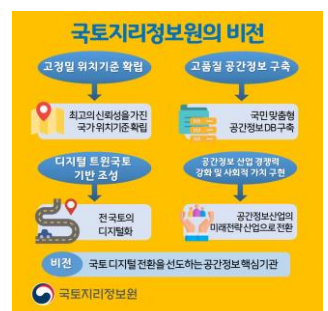 국토지리정보원의 비전
고정밀 위치기준 확립
고품질 공간정보 구축
최고의 신뢰성을 가진
국가 위치기준 확립
국민 맞춤형
공간정보 DB구축
디지털 트윈국토
기반 조성
공간정보 산업 경쟁력
강화 및 사회적 가치 구현
전 국토의
디지털화
공간정보산업의
미래전략 산업으로 전환
비전
국토 디지털 전환을 선도하는 공간정보 핵심기관
국토지리정보원